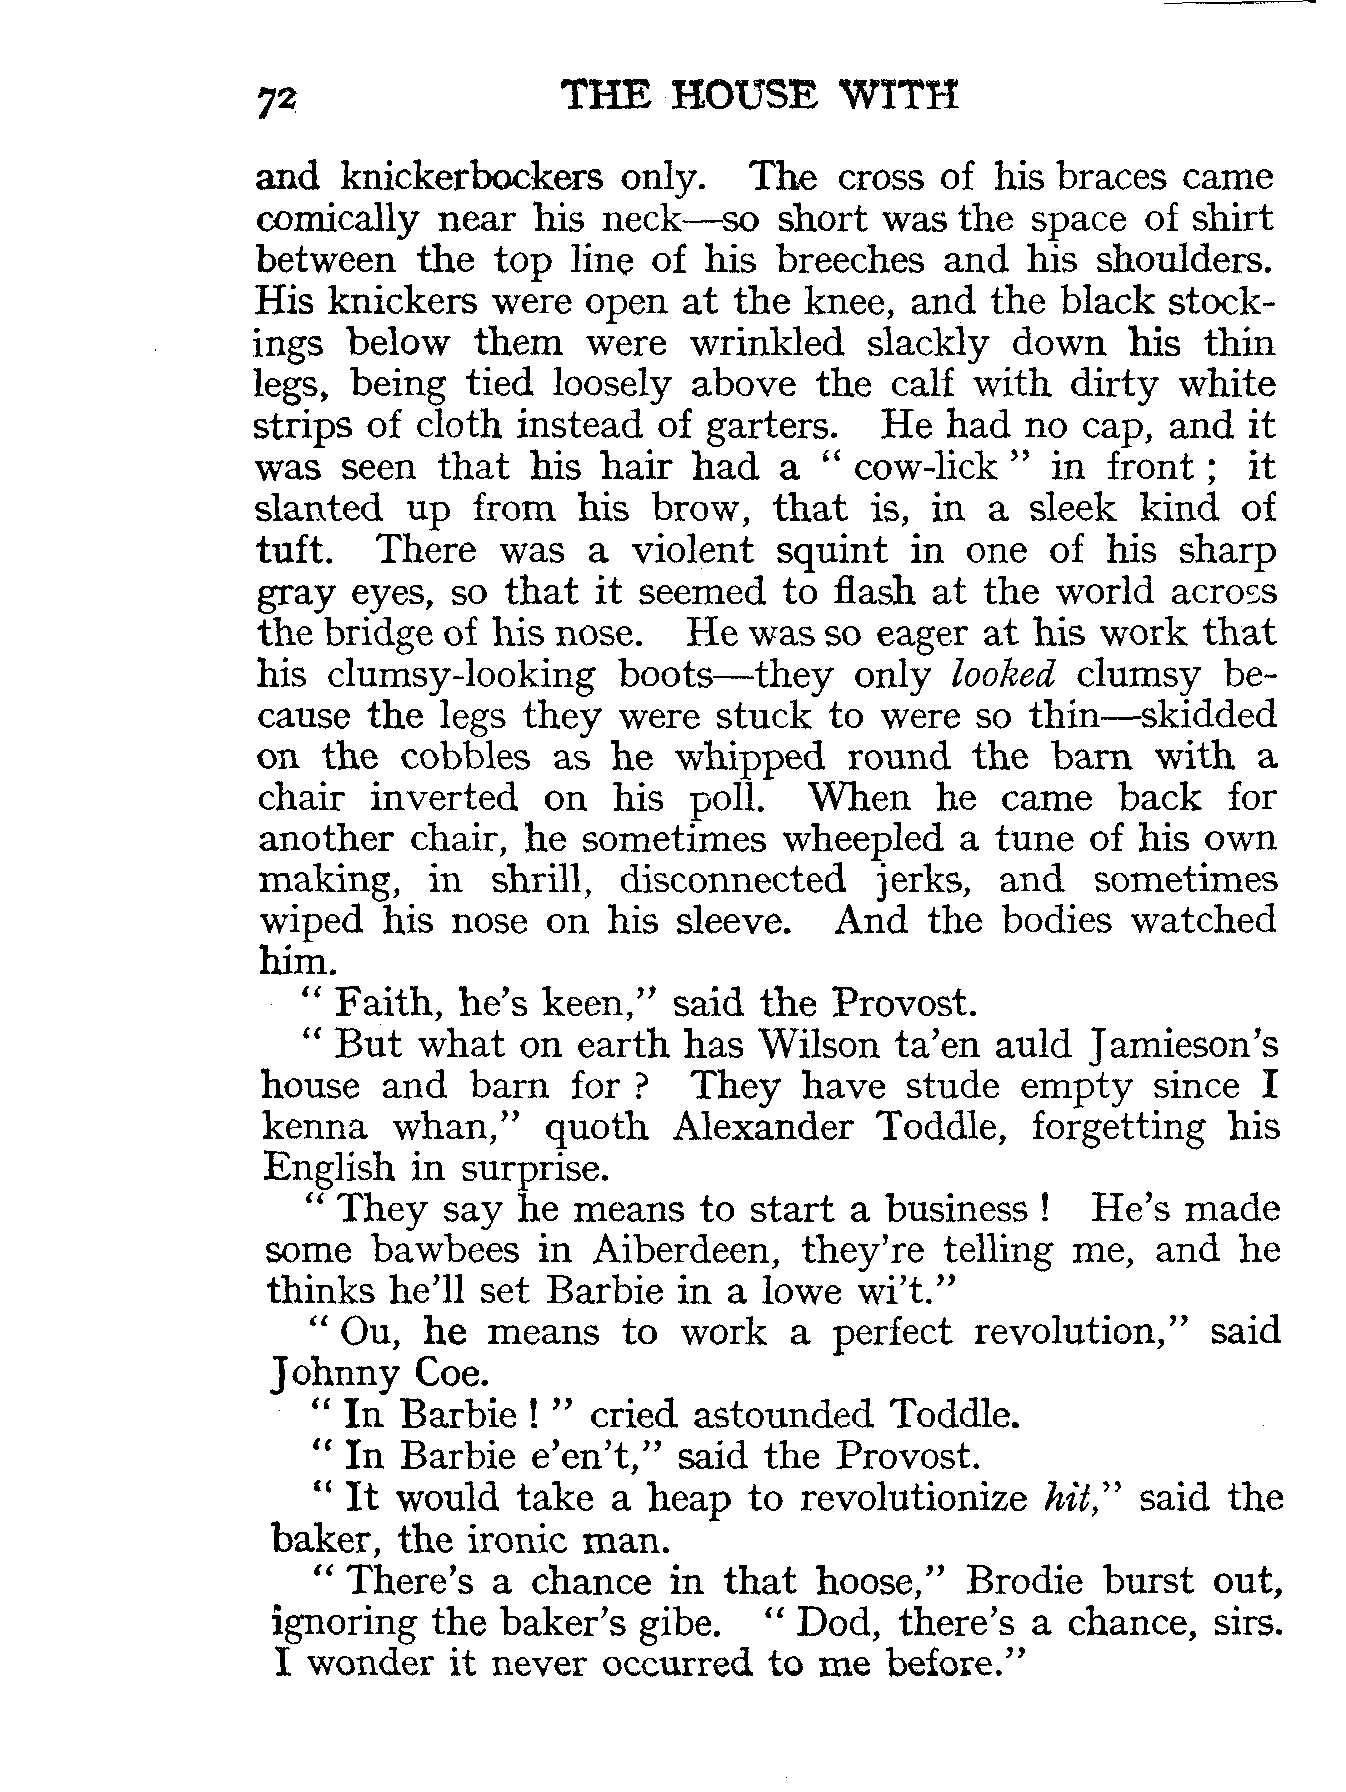 72 THE HOUSE WITH
and knickerbockers only. The cross of his braces came
comically near his neck—so short was the space of shirt
between the top line of his breeches and his shoulders.
His knickers were open at the knee, and the black stock-
ings below them were wrinkled slackly down his thin
legs, being tied loosely above the calf with dirty white
strips of cloth instead of garters. He had no cap, and it
was seen that his hair had a “ cow-lick ” in front ; it
slanted up from his brow, that is, in a sleek kind of
tuft. There was a violent squint in one of his sharp
gray eyes, so that it seemed to flash at the world across
the bridge of his nose. He was so eager at his work that
his clumsy-looking boots—they only looked clumsy be-
cause the legs they were stuck to were so thin—skidded
on the cobbles as he whipped round the barn with a
chair inverted on his poll. When he came back for
another chair, he sometimes wheepled a tune of his own
making, in shrill, disconnected jerks, and sometimes
wiped his nose on his sleeve. And the bodies watched
him.
“ Faith, he’s keen,” said the Provost.
“ But what on earth has Wilson ta’en auld Jamieson’s
house and barn for ? They have stude empty since I
kenna whan,” quoth Alexander Toddle, forgetting his
English in surprise.
“ They say he means to start a business ! He’s made
some bawbees in Aiberdeen, they’re telling me, and he
thinks he’ll set Barbie in a lowe wi’t.”
“ Ou, he means to work a perfect revolution,” said
Johnny Coe.
“ In Barbie ! ” cried astounded Toddle.
“ In Barbie e’en’t,” said the Provost.
“ It would take a heap to revolutionize hit,” said the
baker, the ironic man.
“ There’s a chance in that hoose,” Brodie burst out,
ignoring the baker’s gibe. “ Dod, there’s a chance, sirs.
I wonder it never occurred to me before.”